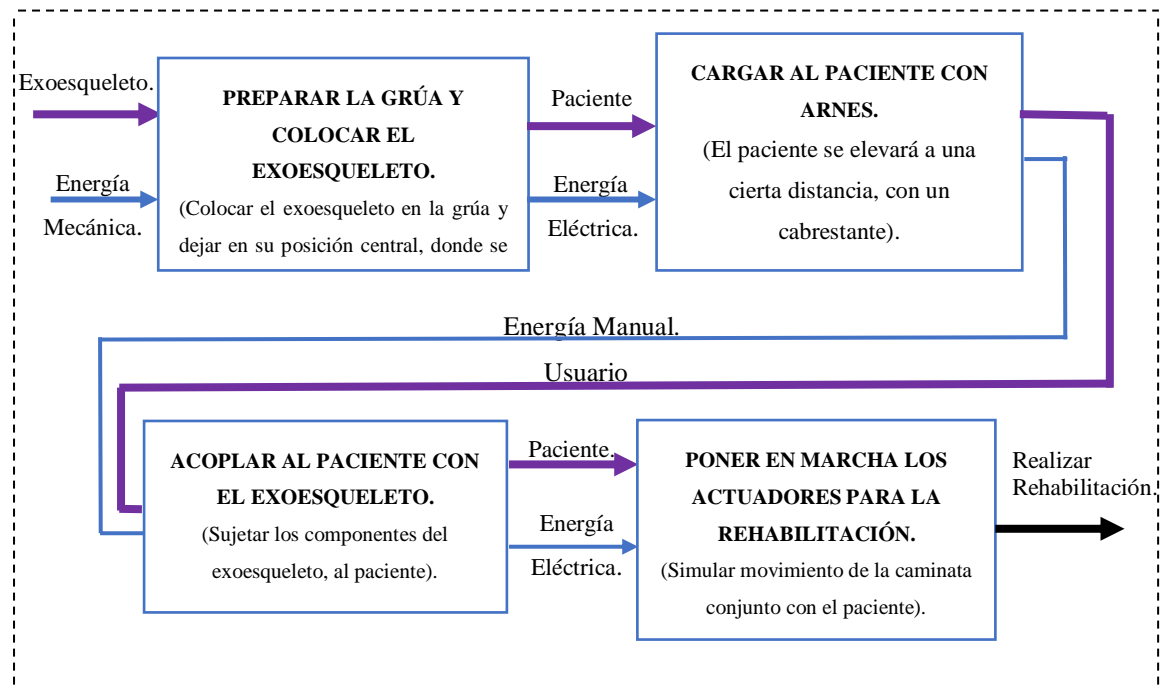 Exoesqueleto.
Energía
Mecánica.
PREPARAR LA GRÚA Y
COLOCAR EL
EXOESQUELETO.
(Colocar el exoesqueleto en la grúa y
dejar en su posición central, donde se
Paciente
Energía
Eléctrica.
CARGAR AL PACIENTE CON
ARNES.
(El paciente se elevará a una
cierta distancia, con un
cabrestante).
Energía Manual.
Usuario
ACOPLAR AL PACIENTE CON
EL EXOESQUELETO.
(Sujetar los componentes del
exoesqueleto, al paciente).
Paciente.
Energía
Eléctrica.
PONER EN MARCHA LOS
ACTUADORES PARA LA
REHABILITACIÓN.
(Simular movimiento de la caminata
conjunto con el paciente).
Realizar
Rehabilitación.